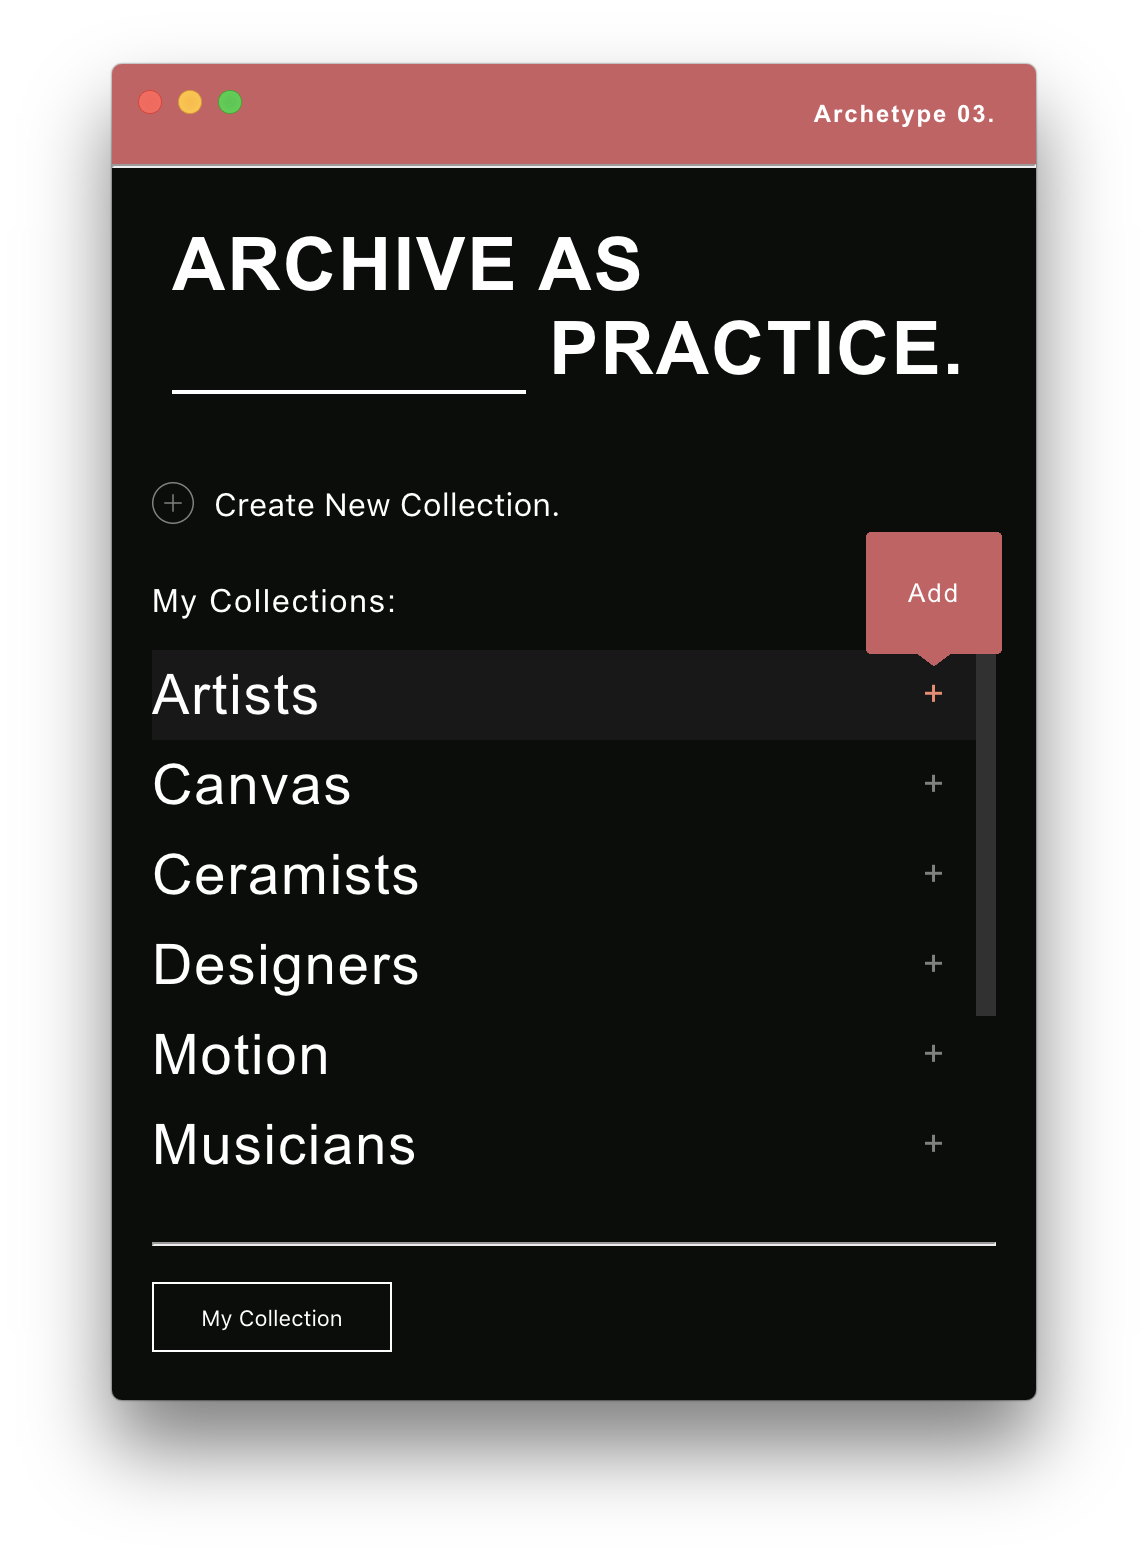 Archetype 03.
ARCHIVE AS
PRACTICE.
Create New Collection.
Add
My Collections:
Artists
Canvas
Ceramists
Designers
Motion
Musicians
My Collection